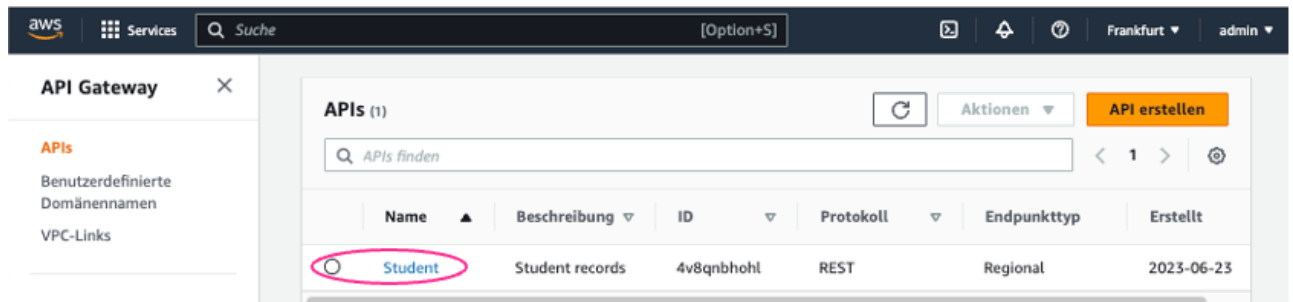 aws Services Suche [Option+S] Frankfurt ▼ admin ▼
API Gateway
APIs
Benutzerdefinierte
Domänennamen
VPC-Links
APIs (1) Aktionen ▼ API erstellen
APIs finden < 1 >
Name ▲ Beschreibung ▽ ID ▽ Protokoll ▽ Endpunkttyp Erstellt
Student Student records 4v8qnbhohl REST Regional 2023-06-23